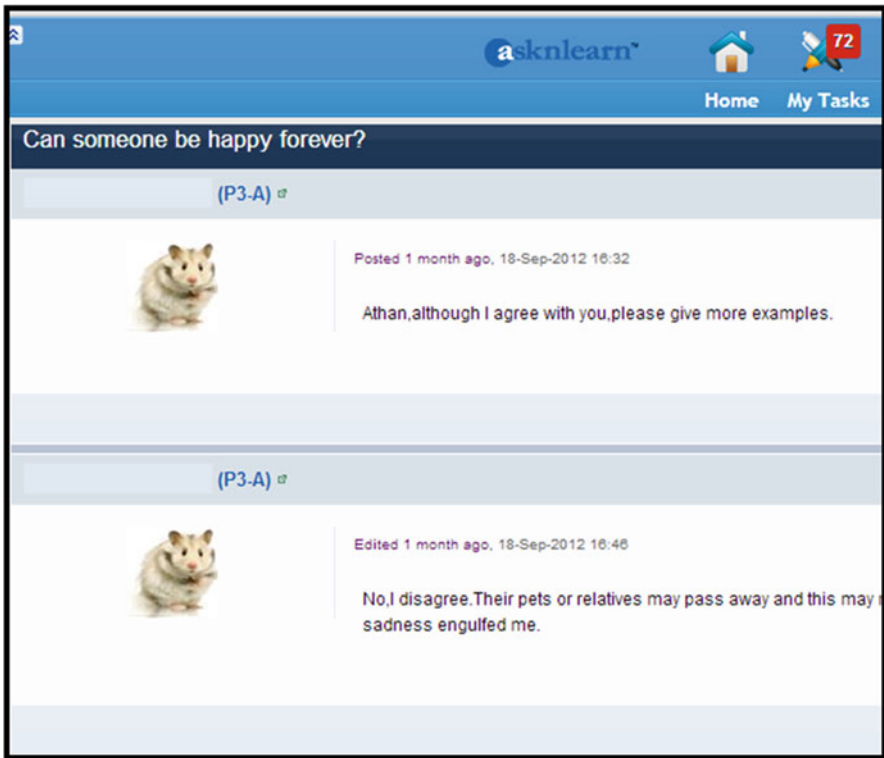 asknlearn™
72
Home My Tasks
Can someone be happy forever?
(P3-A)
Posted 1 month ago, 18-Sep-2012 16:32
Athan,although I agree with you,please give more examples.
(P3-A)
Edited 1 month ago, 18-Sep-2012 16:46
No,I disagree.Their pets or relatives may pass away and this may
sadness engulfed me.